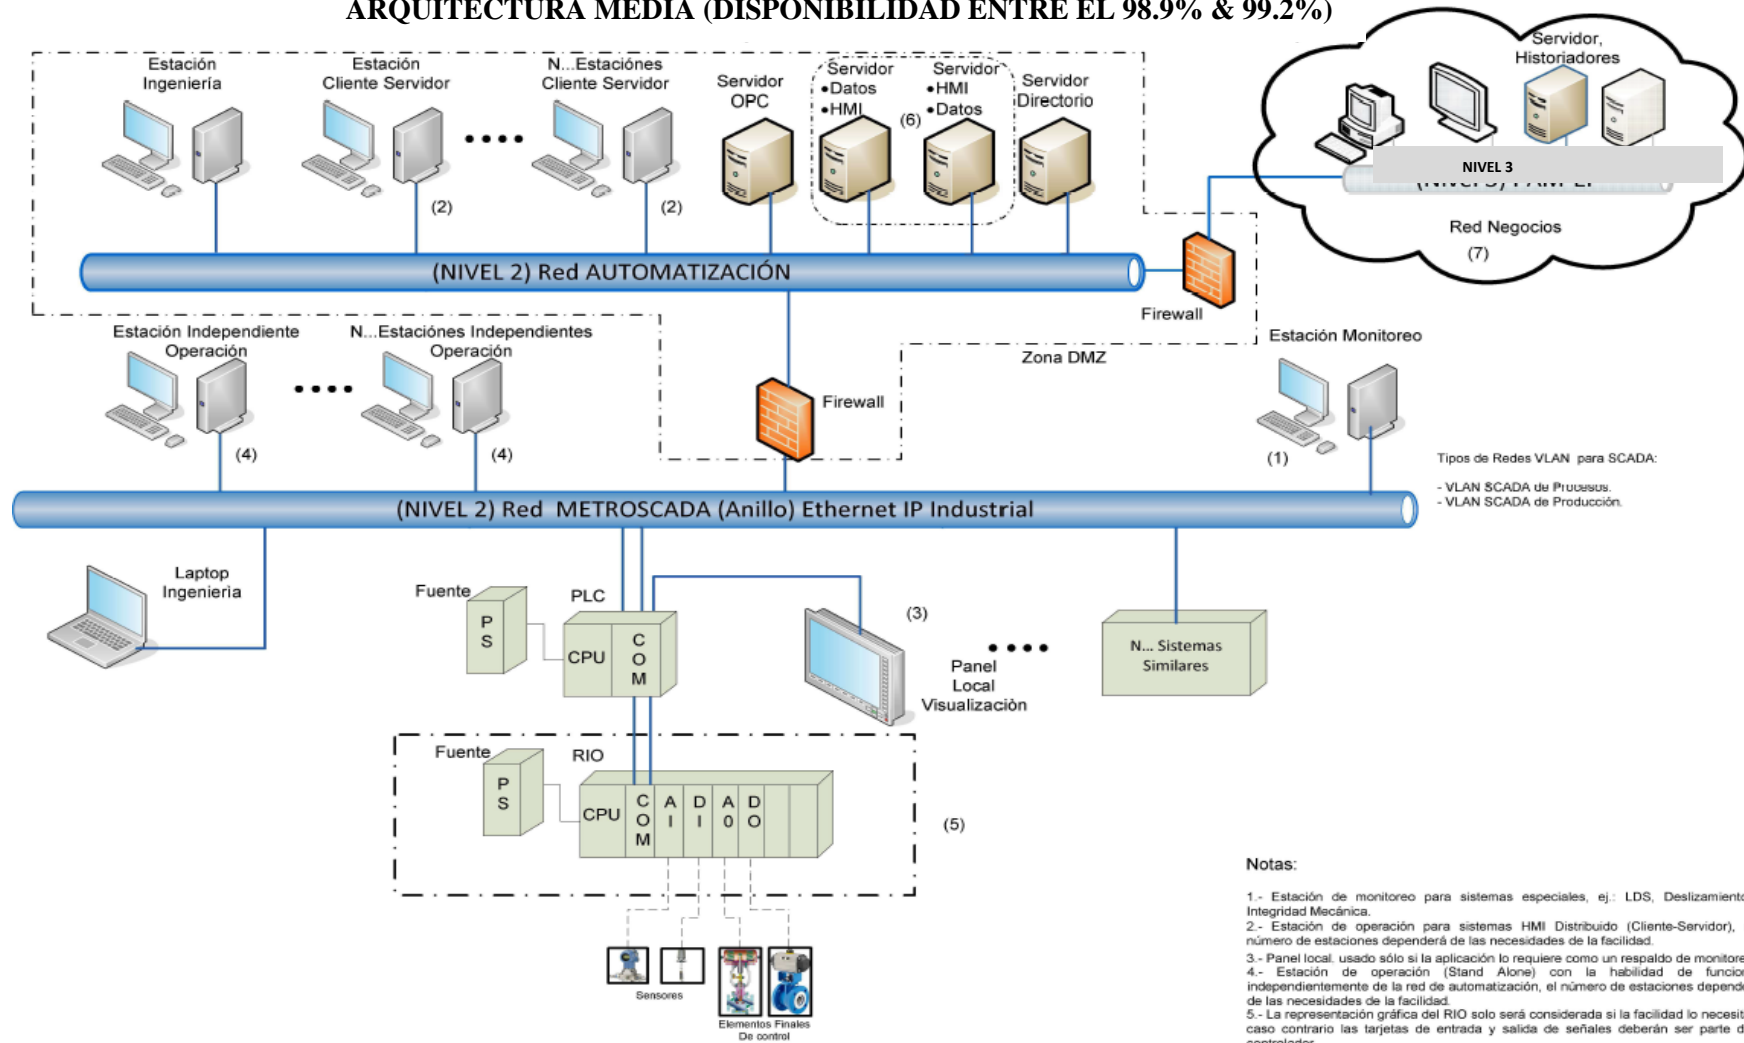 ARQUITECTURA MEDIA (DISPONIBILIDAD ENTRE EL 98.9% & 99.2%)
Estación
Ingeniería
Estación
Cliente Servidor
N...Estaciónes
Cliente Servidor
Servidor
OPC
Servidor
•Datos
•HMI
(6)
Servidor
•HMI
•Datos
Servidor
Directorio
Servidor,
Historiadores
NIVEL 3
Red Negocios
(7)
(2)
(2)
(NIVEL 2) Red AUTOMATIZACIÓN
Firewall
Zona DMZ
Estación Independiente
Operación
N...Estaciónes Independientes
Operación
Firewall
Estación Monitoreo
(4)
(4)
(1)
Tipos de Redes VLAN para SCADA:
- VLAN SCADA de Procesos.
- VLAN SCADA de Producción.
(NIVEL 2) Red METROSCADA (Anillo) Ethernet IP Industrial
Laptop
Ingeniería
Fuente
P
S
PLC
CPU
C
O
M
(3)
Panel
Local
Visualización
N... Sistemas
Similares
Fuente
P
S
RIO
CPU
C
O
M
A
I
D
I
A
0
D
O
(5)
Sensores
Elementos Finales
De control
Notas:
1.- Estación de monitoreo para sistemas especiales, ej.: LDS, Deslizamiento
Integridad Mecánica.
2.- Estación de operación para sistemas HMI Distribuido (Cliente-Servidor),
número de estaciones dependerá de las necesidades de la facilidad.
3.- Panel local, usado sólo si la aplicación lo requiere como un respaldo de monitore
4.- Estación de operación (Stand Alone) con la habilidad de funcion
independientemente de la red de automatización, el número de estaciones depende
de las necesidades de la facilidad.
5.- La representación gráfica del RIO solo será considerada si la facilidad lo necesit
caso contrario las tarjetas de entrada y salida de señales deberán ser parte d